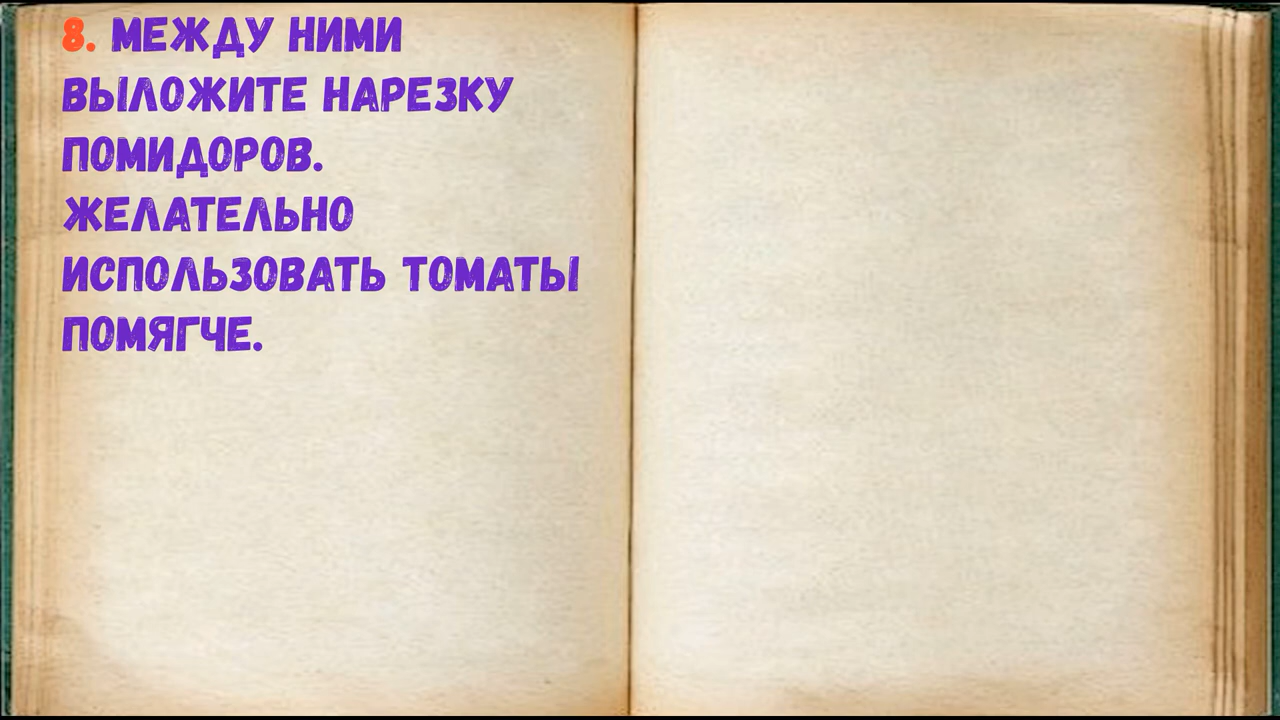 8. МЕЖДУ НИМИ
ВЫЛОЖИТЕ НАРЕЗКУ
ПОМИДОРОВ.
ЖЕЛАТЕЛЬНО
ИСПОЛЬЗОВАТЬ ТОМАТЫ
ПОМЯГЧЕ.